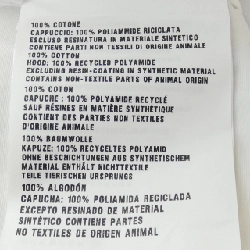 100% COTONE
CAPPUCCIO: 100% POLIAMIDE RICICLATA
ESCLUSO RESINATURA IN MATERIALE SINTETICO
CONTIENE PARTI NON TESSILI DI ORIGINE ANIMALE
100% COTTON
HOOD: 100% RECYCLED POLYAMIDE
EXCLUDING RESIN-COATING IN SYNTHETIC MATERIAL
CONTAINS NON-TEXTILE PARTS OF ANIMAL ORIGIN
100% COTON
CAPUCHE : 100% POLYAMIDE RECYCLÉ
SAUF RÉSINES EN MATIÈRE SYNTHÉTIQUE
CONTIENT DES PARTIES NON TEXTILES
D'ORIGINE ANIMALE
100% BAUMWOLLE
KAPUZE: 100% RECYCELTES POLYAMID
OHNE BESCHICHTUNGEN AUS SYNTHETISCHEM
MATERIAL ENTHÄLT NICHTTEXTILE
TEILE TIERISCHEN URSPRUNGS
100% ALGODÓN
CAPUCHA: 100% POLIAMIDA RECICLADA
EXCEPTO RESINADO DE MATERIAL
SINTÉTICO CONTIENE PARTES
NO TEXTILES DE ORIGEN ANIMAL